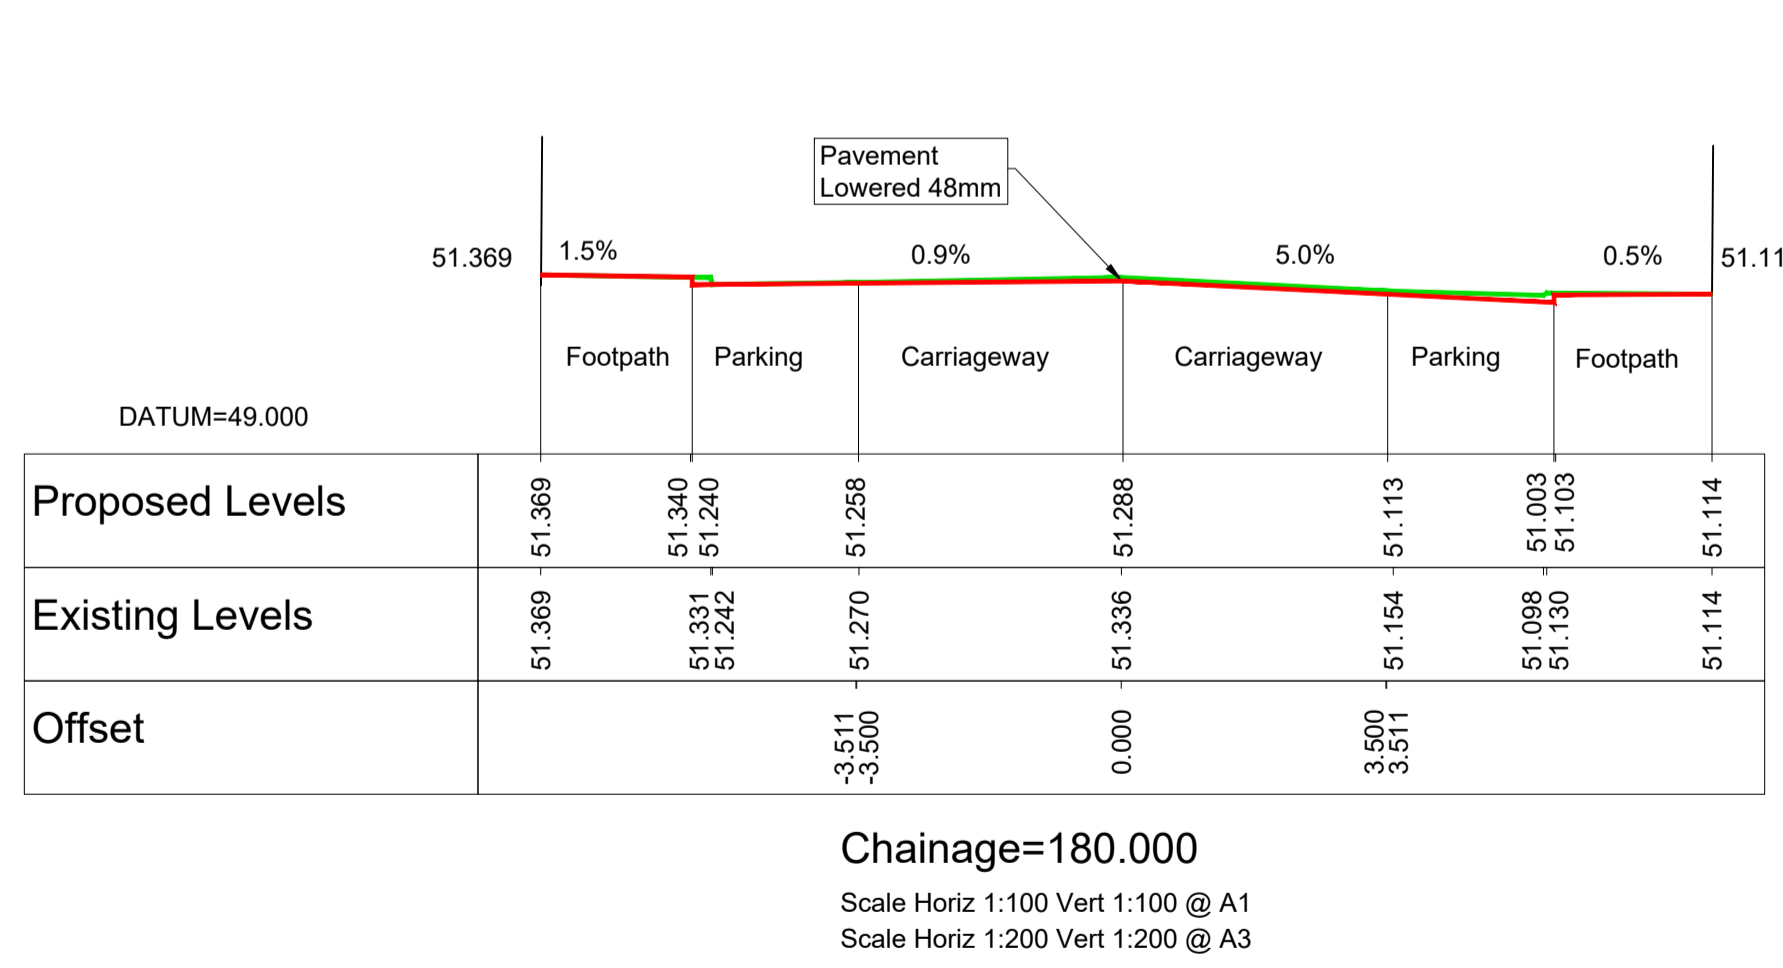 Pavement
Lowered 48mm
51.369
1.5%
0.9%
5.0%
0.5%
51.11
Footpath
Parking
Carriageway
Carriageway
Parking
Footpath
DATUM=49.000
Proposed Levels
51.369
51.340
51.240
51.258
51.288
51.113
51.003
51.103
51.114
Existing Levels
51.369
51.331
51.242
51.270
51.336
51.154
51.098
51.130
51.114
Offset
-3.511
-3.500
0.000
3.500
3.511
Chainage=180.000
Scale Horiz 1:100 Vert 1:100 @ A1
Scale Horiz 1:200 Vert 1:200 @ A3